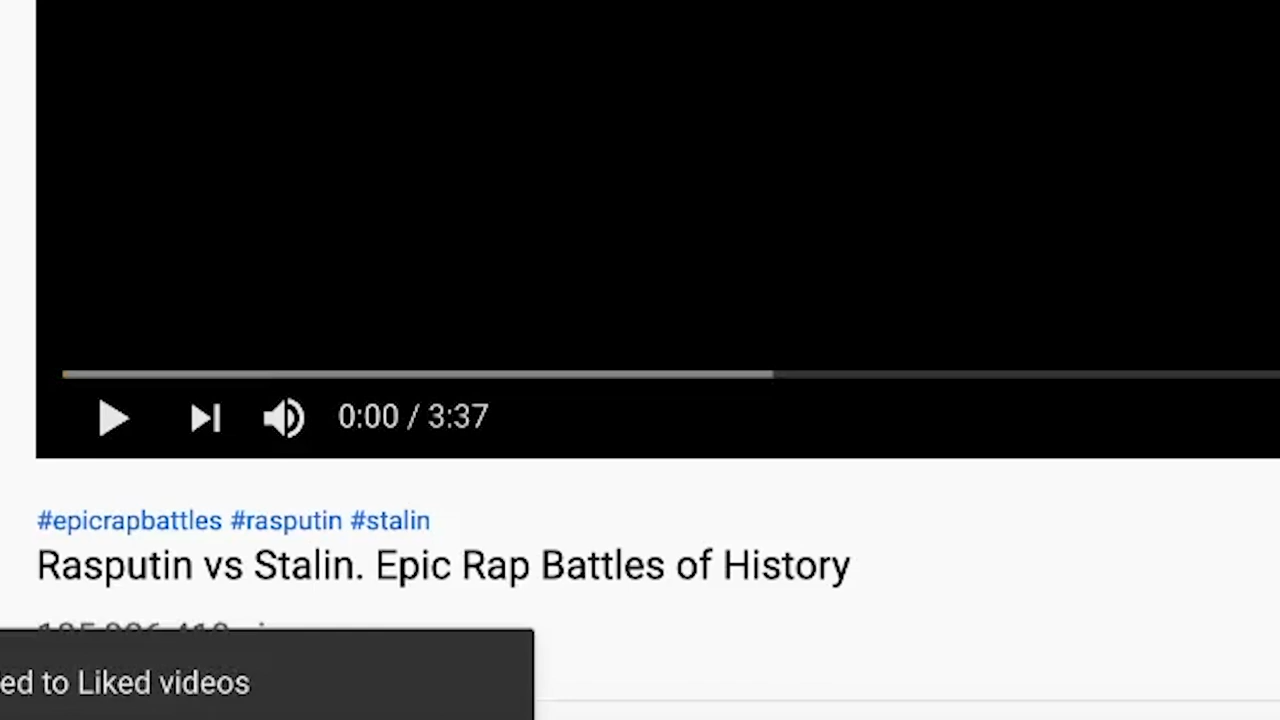 0:00 / 3:37
#epicrapbattles #rasputin #stalin
Rasputin vs Stalin. Epic Rap Battles of History
ed to Liked videos